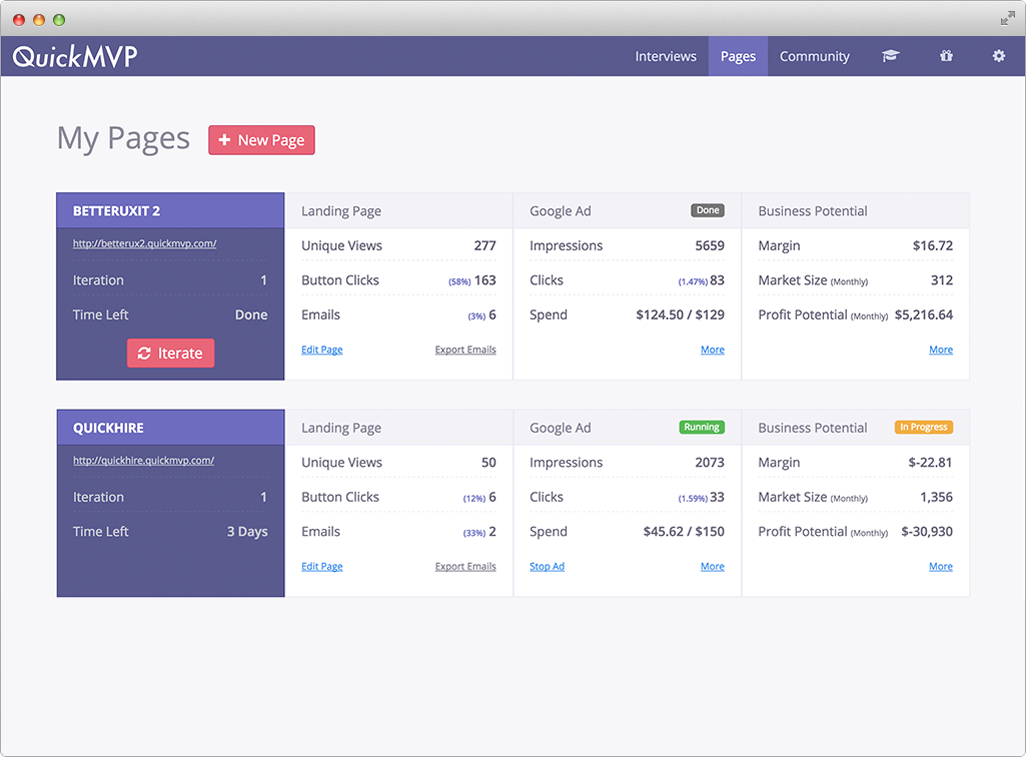 QuickMVP
Interviews Pages Community
My Pages + New Page
BETTERUXIT 2 Landing Page Google Ad Done Business Potential
http://betterux2.quickmvp.com/ Unique Views 277 Impressions 5659 Margin $16.72
Iteration 1 Button Clicks (58%) 163 Clicks (1.47%) 83 Market Size (Monthly) 312
Time Left Done Emails (3%) 6 Spend $124.50 / $129 Profit Potential (Monthly) $5,216.64
Iterate Edit Page Export Emails More More
QUICKHIRE Landing Page Google Ad Running Business Potential In Progress
http://quickhire.quickmvp.com/ Unique Views 50 Impressions 2073 Margin $-22.81
Iteration 1 Button Clicks (12%) 6 Clicks (1.59%) 33 Market Size (Monthly) 1,356
Time Left 3 Days Emails (33%) 2 Spend $45.62 / $150 Profit Potential (Monthly) $-30,930
Edit Page Export Emails Stop Ad More More